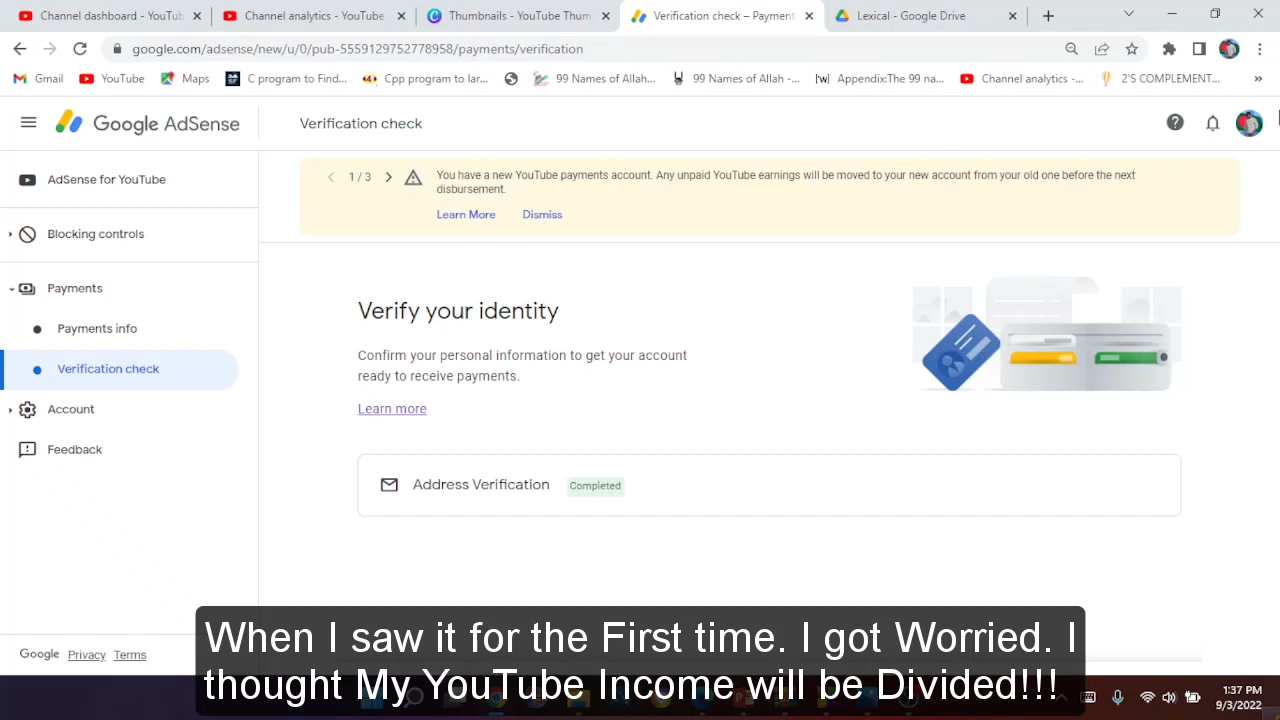 Channel dashboard - YouTub
Channel analytics - YouTube
Thumbnails - YouTube Thum
Verification check – Payment
Lexical - Google Drive
google.com/adsense/new/u/0/pub-5559129752778958/payments/verification
Gmail
YouTube
Maps
C program to Find...
Cpp program to lar...
99 Names of Allah...
99 Names of Allah -...
Appendix:The 99 na...
Channel analytics -...
2'S COMPLEMENT...
Google AdSense
Verification check
AdSense for YouTube
1 / 3
You have a new YouTube payments account. Any unpaid YouTube earnings will be moved to your new account from your old one before the next
disbursement.
Learn More
Dismiss
Blocking controls
Payments
Payments info
Verification check
Account
Feedback
Verify your identity
Confirm your personal information to get your account
ready to receive payments.
Learn more
Address Verification
Completed
When I saw it for the First time. I got Worried. I
thought My YouTube Income will be Divided!!!
Google
Privacy
Terms
1:37 PM
9/3/2022